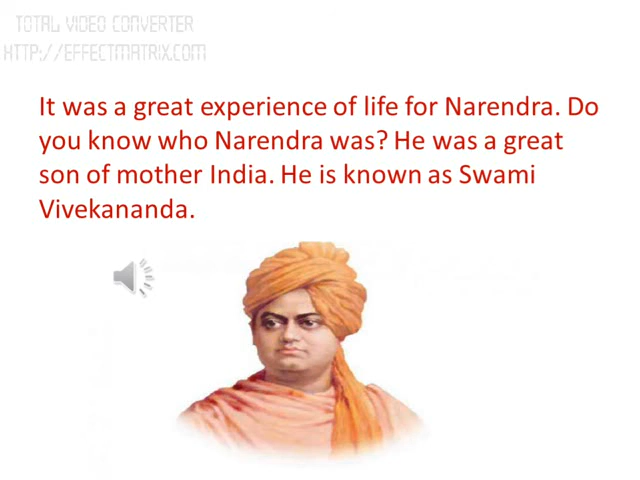 TOTAL VIDEO CONVERTER
HTTP://EFFECTMATRIX.COM
It was a great experience of life for Narendra. Do
you know who Narendra was? He was a great
son of mother India. He is known as Swami
Vivekananda.